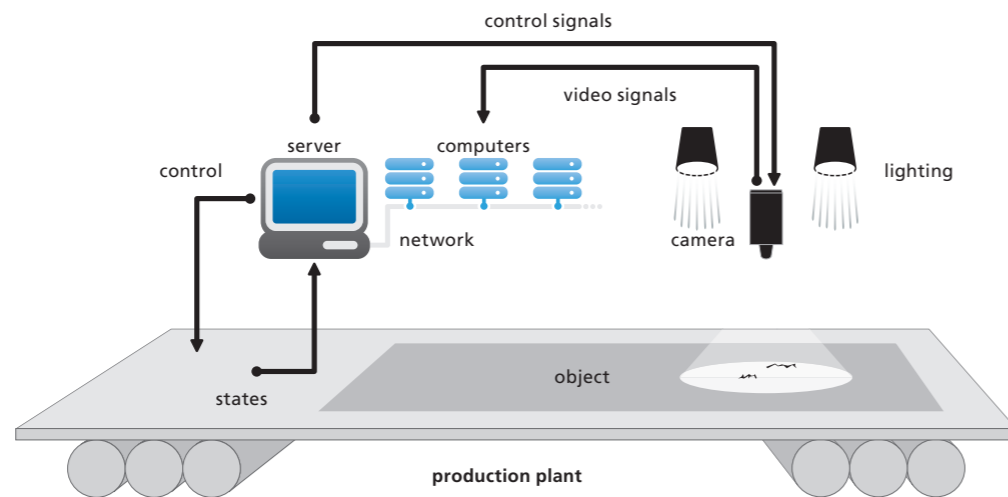 control signals
video signals
server
computers
control
lighting
network
camera
object
states
production plant